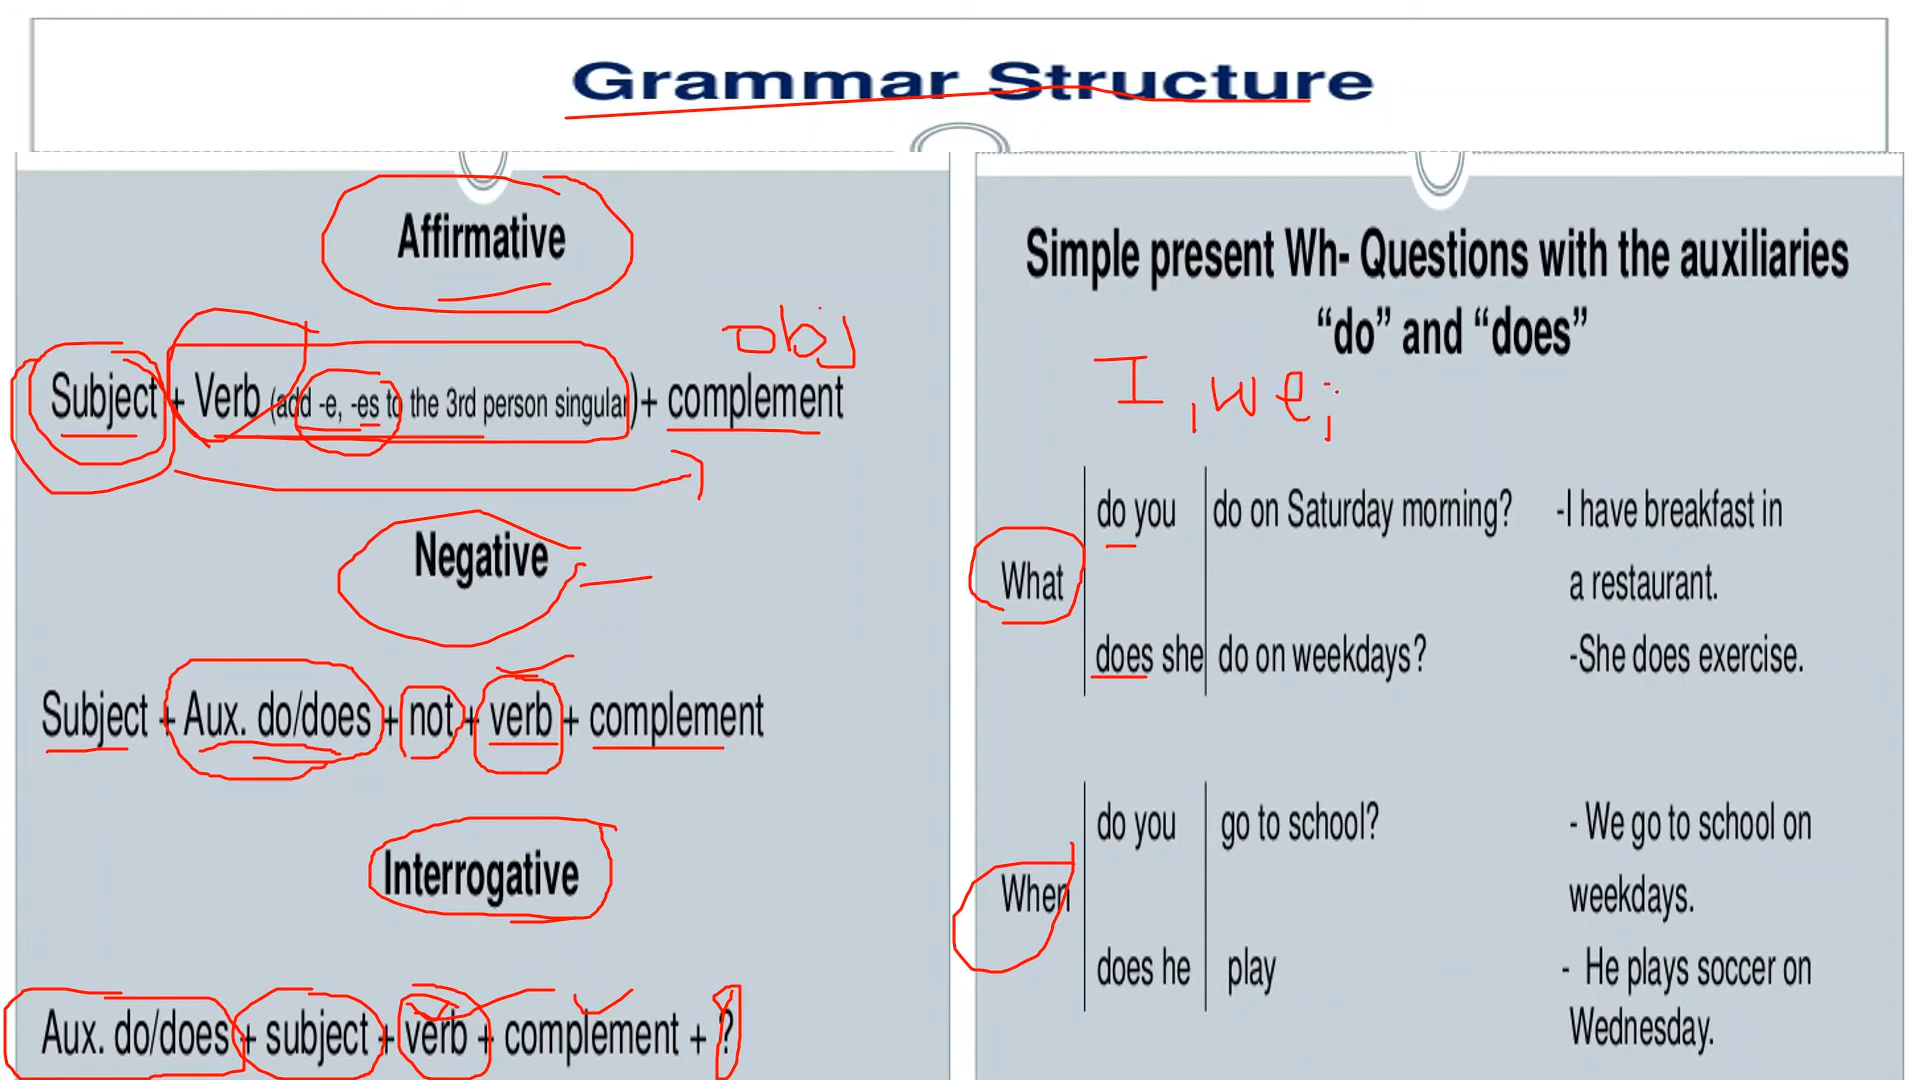 Grammar Structure
Affirmative
obj
Subject + Verb (add -e, -es to the 3rd person singular)+ complement
Negative
Subject + Aux. do/does + not + verb + complement
Interrogative
Aux. do/does + subject + verb + complement + ?
Simple present Wh- Questions with the auxiliaries
“do” and “does”
I, we,
do you do on Saturday morning? -I have breakfast in
What a restaurant.
does she do on weekdays? -She does exercise.
do you go to school? - We go to school on
When weekdays.
does he play - He plays soccer on
Wednesday.